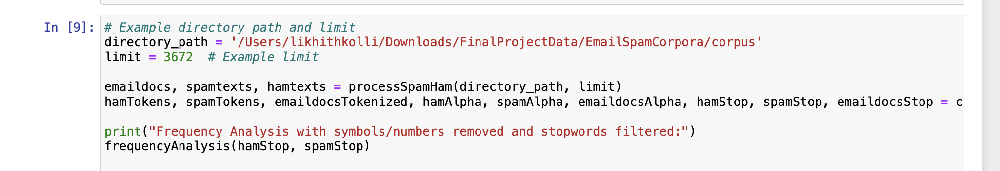 In [9]: # Example directory path and limit
directory_path = '/Users/likhithkolli/Downloads/FinalProjectData/EmailSpamCorpora/corpus'
limit = 3672  # Example limit
emaildocs, spamtexts, hamtexts = processSpamHam(directory_path, limit)
hamTokens, spamTokens, emaildocsTokenized, hamAlpha, spamAlpha, emaildocsAlpha, hamStop, spamStop, emaildocsStop = c
print("Frequency Analysis with symbols/numbers removed and stopwords filtered:")
frequencyAnalysis(hamStop, spamStop)